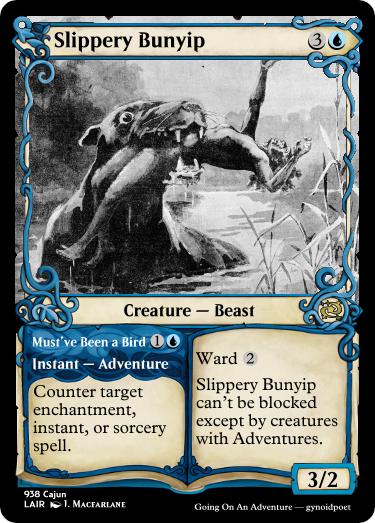 Slippery Bunyip 3
Creature — Beast
Must've Been a Bird 1
Instant — Adventure
Counter target
enchantment,
instant, or sorcery
spell.
Ward 2
Slippery Bunyip
can't be blocked
except by creatures
with Adventures.
3/2
938 Cajun
LAIR J. Macfarlane
Going On An Adventure — gynoidpoet